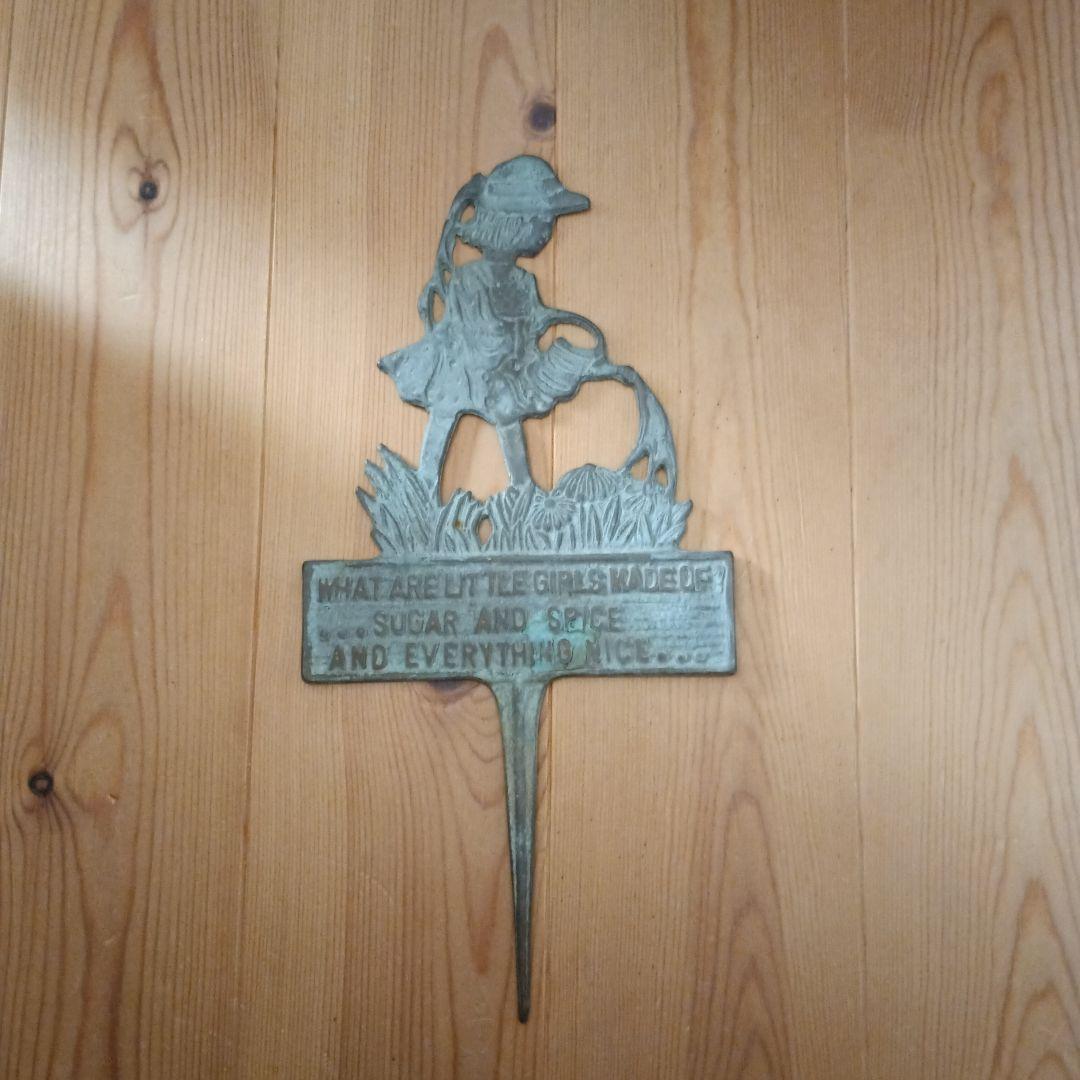 WHAT ARE LITTLE GIRLS MADE OF
...SUGAR AND SPICE
AND EVERYTHING NICE....